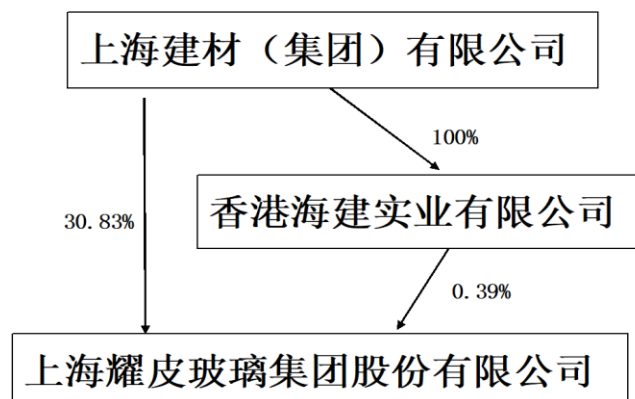 上海建材（集团）有限公司
100%
香港海建实业有限公司
30.83%
0.39%
上海耀皮玻璃集团股份有限公司